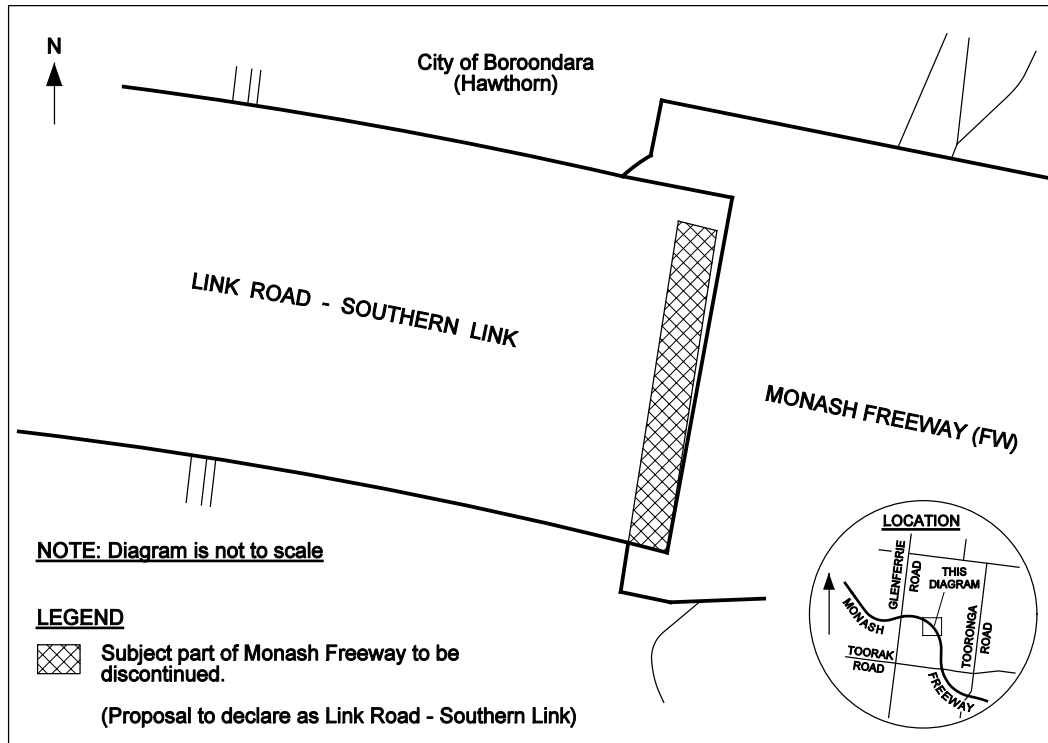 N
City of Boroondara
(Hawthorn)
LINK ROAD - SOUTHERN LINK
MONASH FREEWAY (FW)
NOTE: Diagram is not to scale
LEGEND
Subject part of Monash Freeway to be
discontinued.
(Proposal to declare as Link Road - Southern Link)
LOCATION
GLENFERRIE
ROAD
THIS
DIAGRAM
MONASH
TOORONGA
ROAD
TOORAK
ROAD
FREEWAY